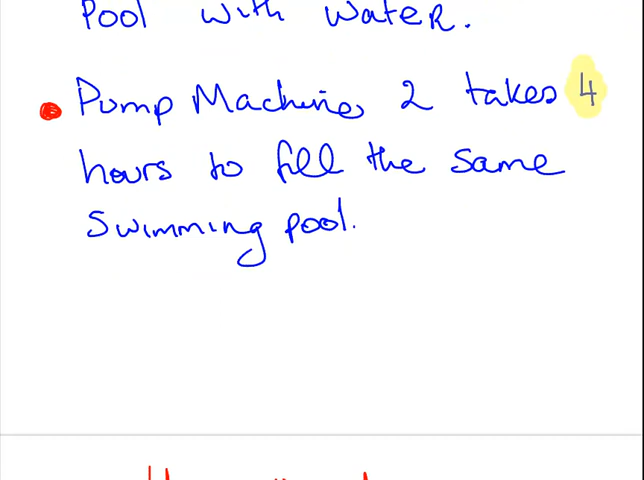 Pool with water.
Pump Machine 2 takes 4
hours to fill the same
Swimming pool.